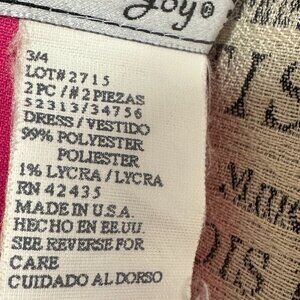 Joy®
3/4
LOT# 2715
2 PC / # 2 PIEZAS
52313/34756
DRESS / VESTIDO
99% POLYESTER
POLIESTER
1% LYCRA / LYCRA
RN 42435
MADE IN U.S.A.
HECHO EN EE.UU.
SEE REVERSE FOR
CARE
CUIDADO AL DORSO